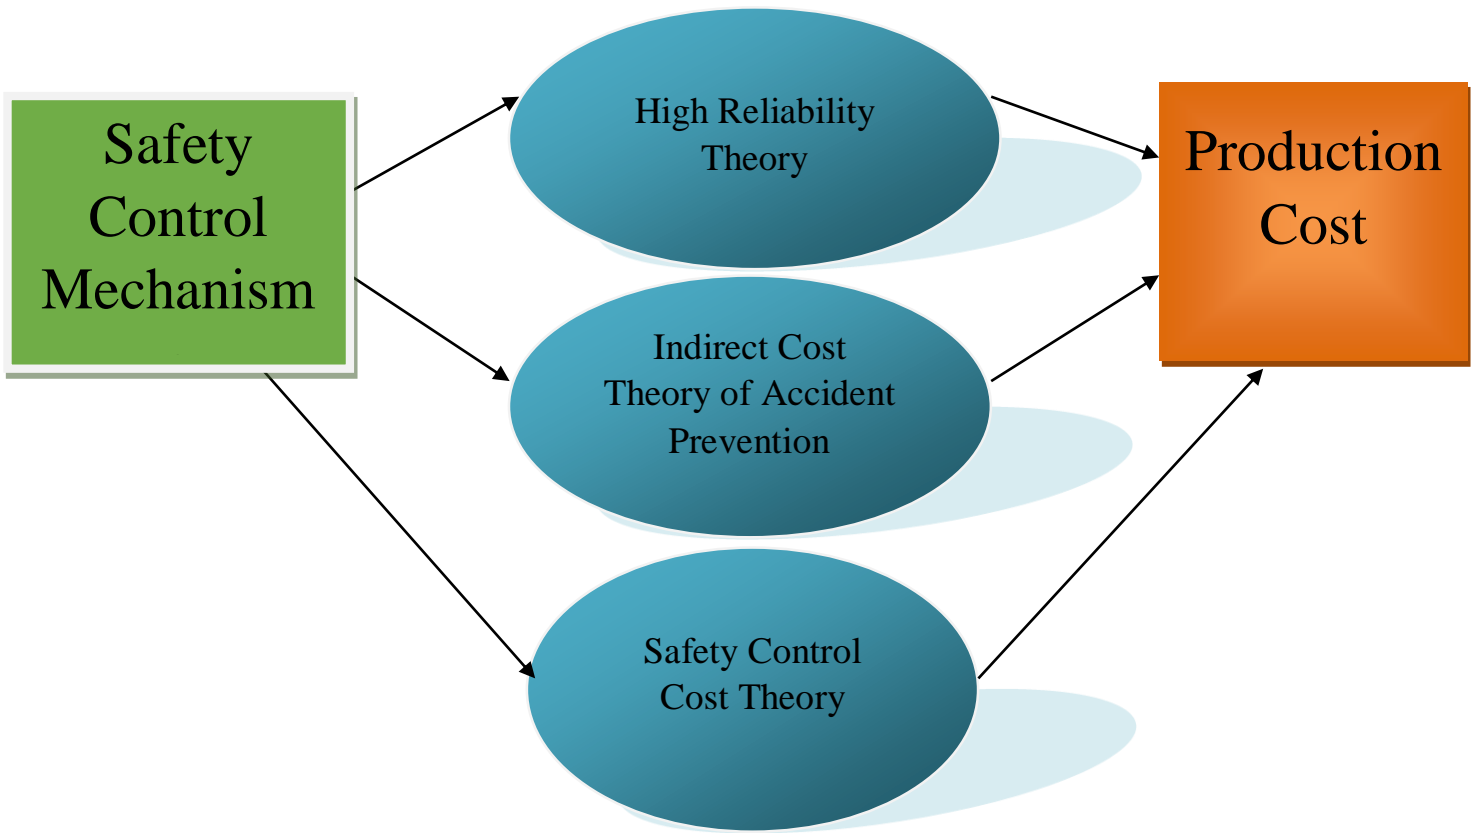 Safety
Control
Mechanism
High Reliability
Theory
Indirect Cost
Theory of Accident
Prevention
Safety Control
Cost Theory
Production
Cost